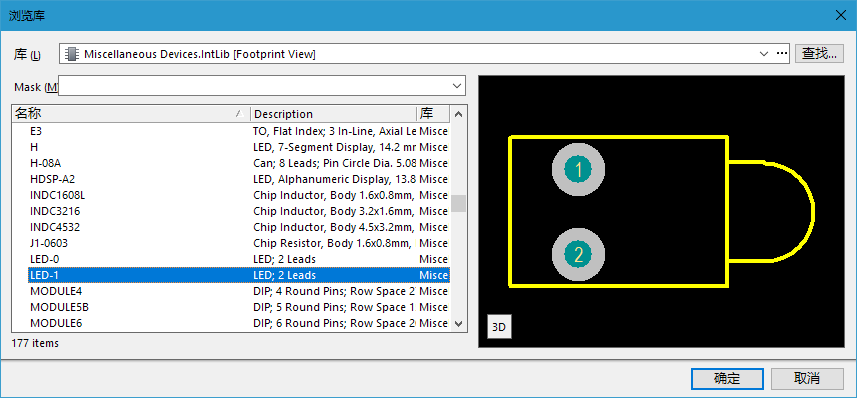 浏览库
库 (L) Miscellaneous Devices.IntLib [Footprint View] ... 查找...
Mask (M)
名称 Description 库
E3 TO, Flat Index; 3 In-Line, Axial Le Misce
H LED, 7-Segment Display, 14.2 m Misce
H-08A Can; 8 Leads; Pin Circle Dia. 5.08 Misce
HDSP-A2 LED, Alphanumeric Display, 13.8 Misce
INDC1608L Chip Inductor, Body 1.6x0.8mm, Misce
INDC3216 Chip Inductor, Body 3.2x1.6mm, Misce
INDC4532 Chip Inductor, Body 4.5x3.2mm, Misce
J1-0603 Chip Resistor, Body 1.6x0.8mm, Misce
LED-0 LED; 2 Leads Misce
LED-1 LED; 2 Leads Misce
MODULE4 DIP; 4 Round Pins; Row Space 2 Misce
MODULE5B DIP; 5 Round Pins; Row Space 1 Misce
MODULE6 DIP; 6 Round Pins; Row Space 2 Misce
177 items
1
2
3D
确定 取消